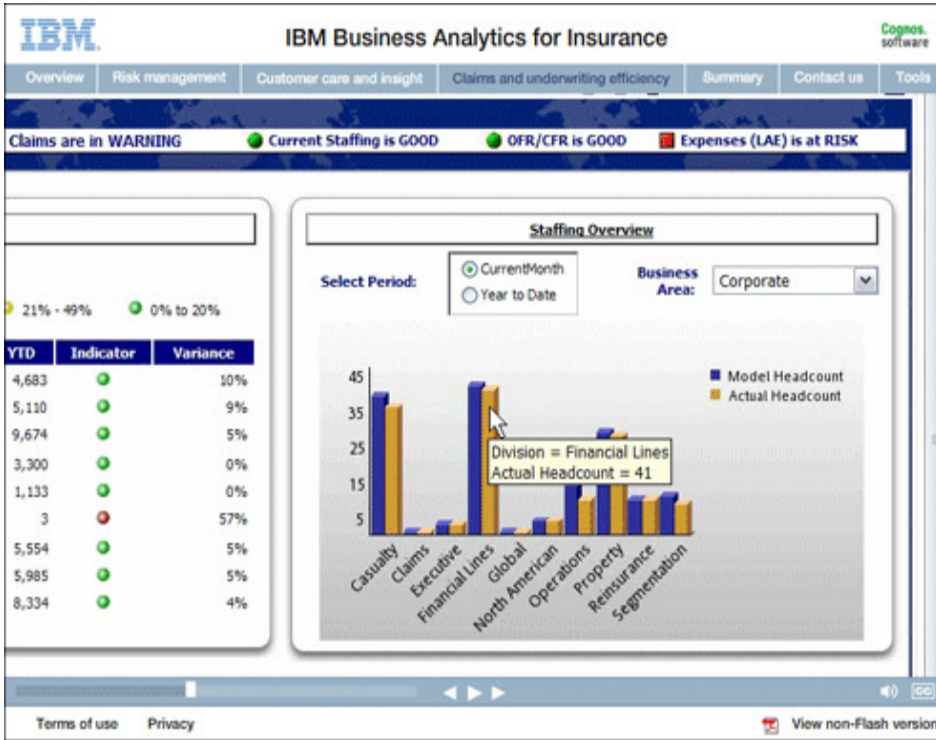 IBM.
IBM Business Analytics for Insurance
Cognos.
software
Overview
Risk management
Customer care and insight
Claims and underwriting efficiency
Summary
Contact us
Tools
Claims are in WARNING
Current Staffing is GOOD
OFR/CFR is GOOD
Expenses (LAE) is at RISK
21% - 49%
0% to 20%
YTD Indicator Variance
4,683 10%
5,110 9%
9,674 5%
3,300 0%
1,133 0%
3 57%
5,554 5%
5,985 5%
8,334 4%
Staffing Overview
Select Period:
CurrentMonth
Year to Date
Business
Area:
Corporate
45
35
25
15
5
Model Headcount
Actual Headcount
Division = Financial Lines
Actual Headcount = 41
Casualty
Claims
Executive
Financial Lines
Global
North American
Operations
Property
Reinsurance
Segmentation
CC
Terms of use
Privacy
View non-Flash version